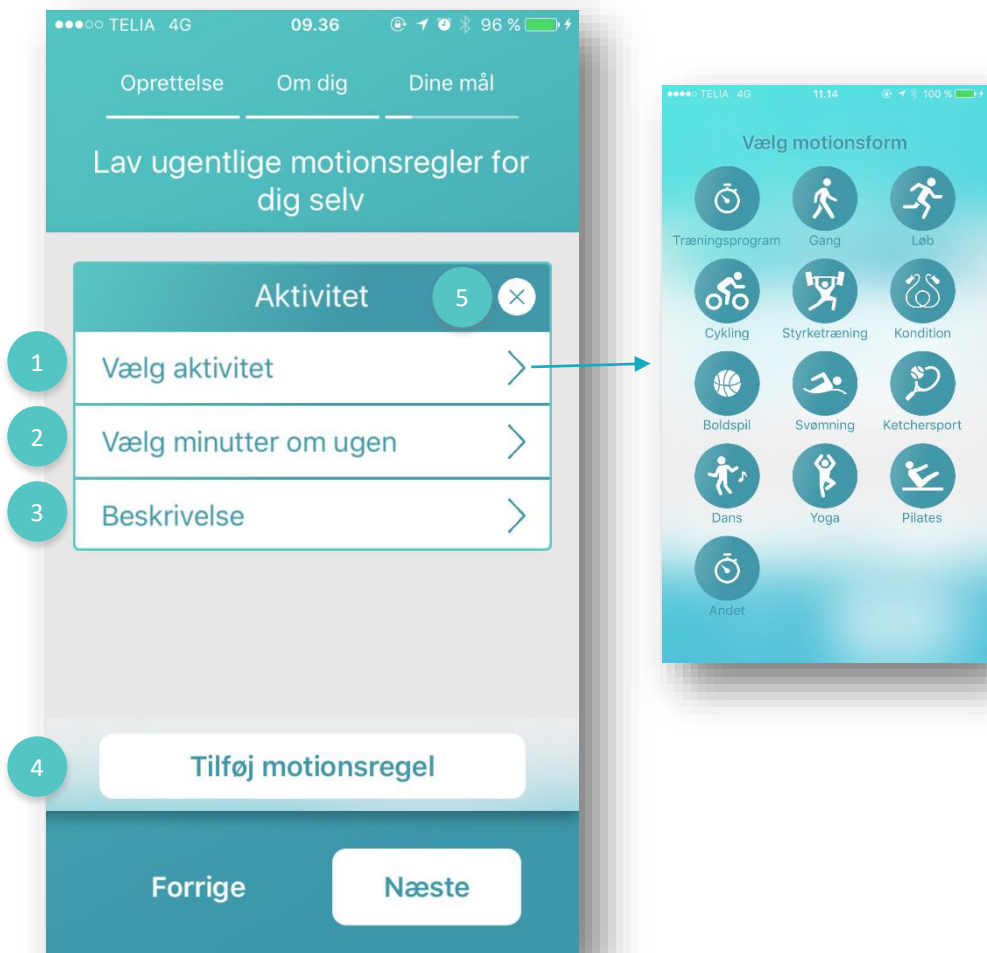 TELIA 4G 09.36 96 %
Oprettelse Om dig Dine mål
Lav ugentlige motionsregler for
dig selv
Aktivitet 5
1 Vælg aktivitet
2 Vælg minutter om ugen
3 Beskrivelse
4 Tilføj motionsregel
Forrige Næste
TELIA 4G 11.14 100 %
Vælg motionsform
Træningsprogram Gang Løb
Cykling Styrketræning Kondition
Boldspil Svømning Ketchersport
Dans Yoga Pilates
Andet